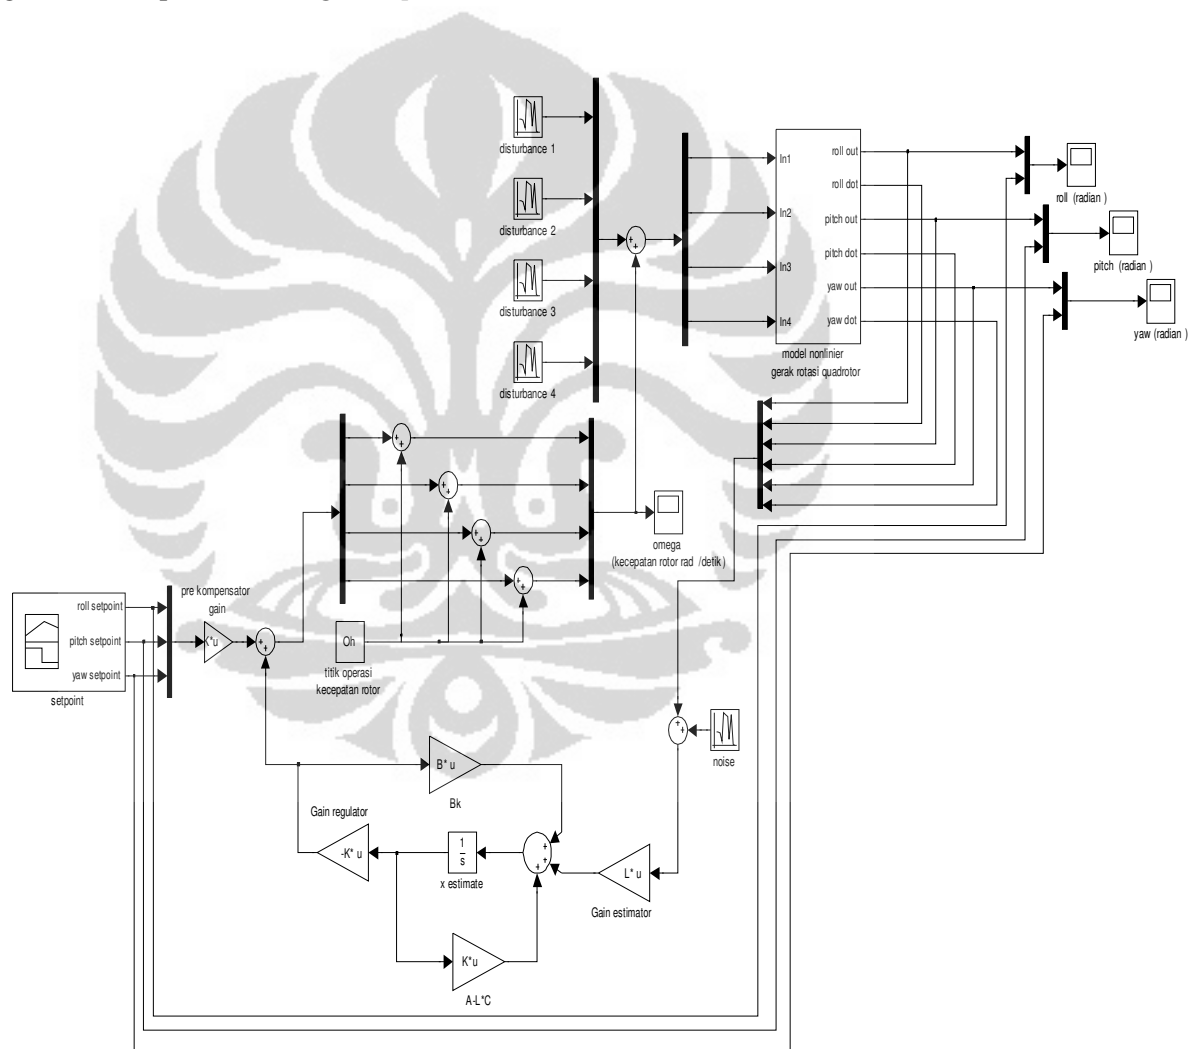 disturbance 1
disturbance 2
disturbance 3
disturbance 4
In1
In2
In3
In4
roll out
roll dot
pitch out
pitch dot
yaw out
yaw dot
model nonlinier
gerak rotasi quadrotor
roll (radian )
pitch (radian )
yaw (radian )
omega
(kecepatan rotor rad /detik)
pre kompensator
gain
roll setpoint
pitch setpoint
yaw setpoint
setpoint
K*u
Oh
titik operasi
kecepatan rotor
noise
B* u
Bk
Gain regulator
-K* u
1
s
x estimate
L* u
Gain estimator
K*u
A-L*C